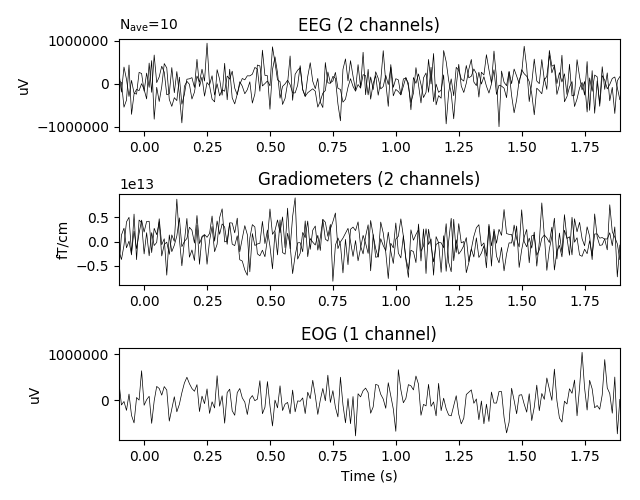 N_ave=10
EEG (2 channels)
1000000
0
−1000000
uV
0.00 0.25 0.50 0.75 1.00 1.25 1.50 1.75
1e13
Gradiometers (2 channels)
0.5
0.0
−0.5
fT/cm
0.00 0.25 0.50 0.75 1.00 1.25 1.50 1.75
EOG (1 channel)
1000000
0
uV
0.00 0.25 0.50 0.75 1.00 1.25 1.50 1.75
Time (s)